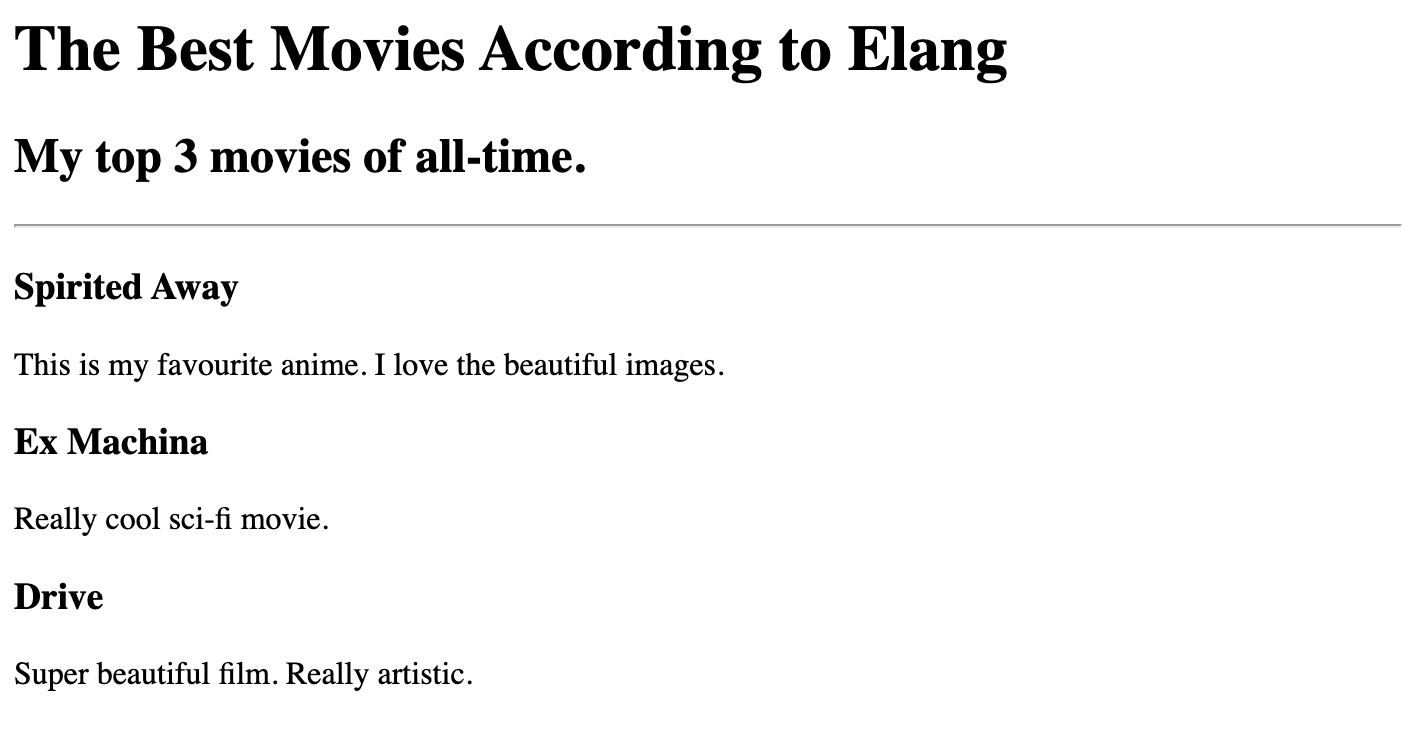 The Best Movies According to Elang
My top 3 movies of all-time.
Spirited Away
This is my favourite anime. I love the beautiful images.
Ex Machina
Really cool sci-fi movie.
Drive
Super beautiful film. Really artistic.